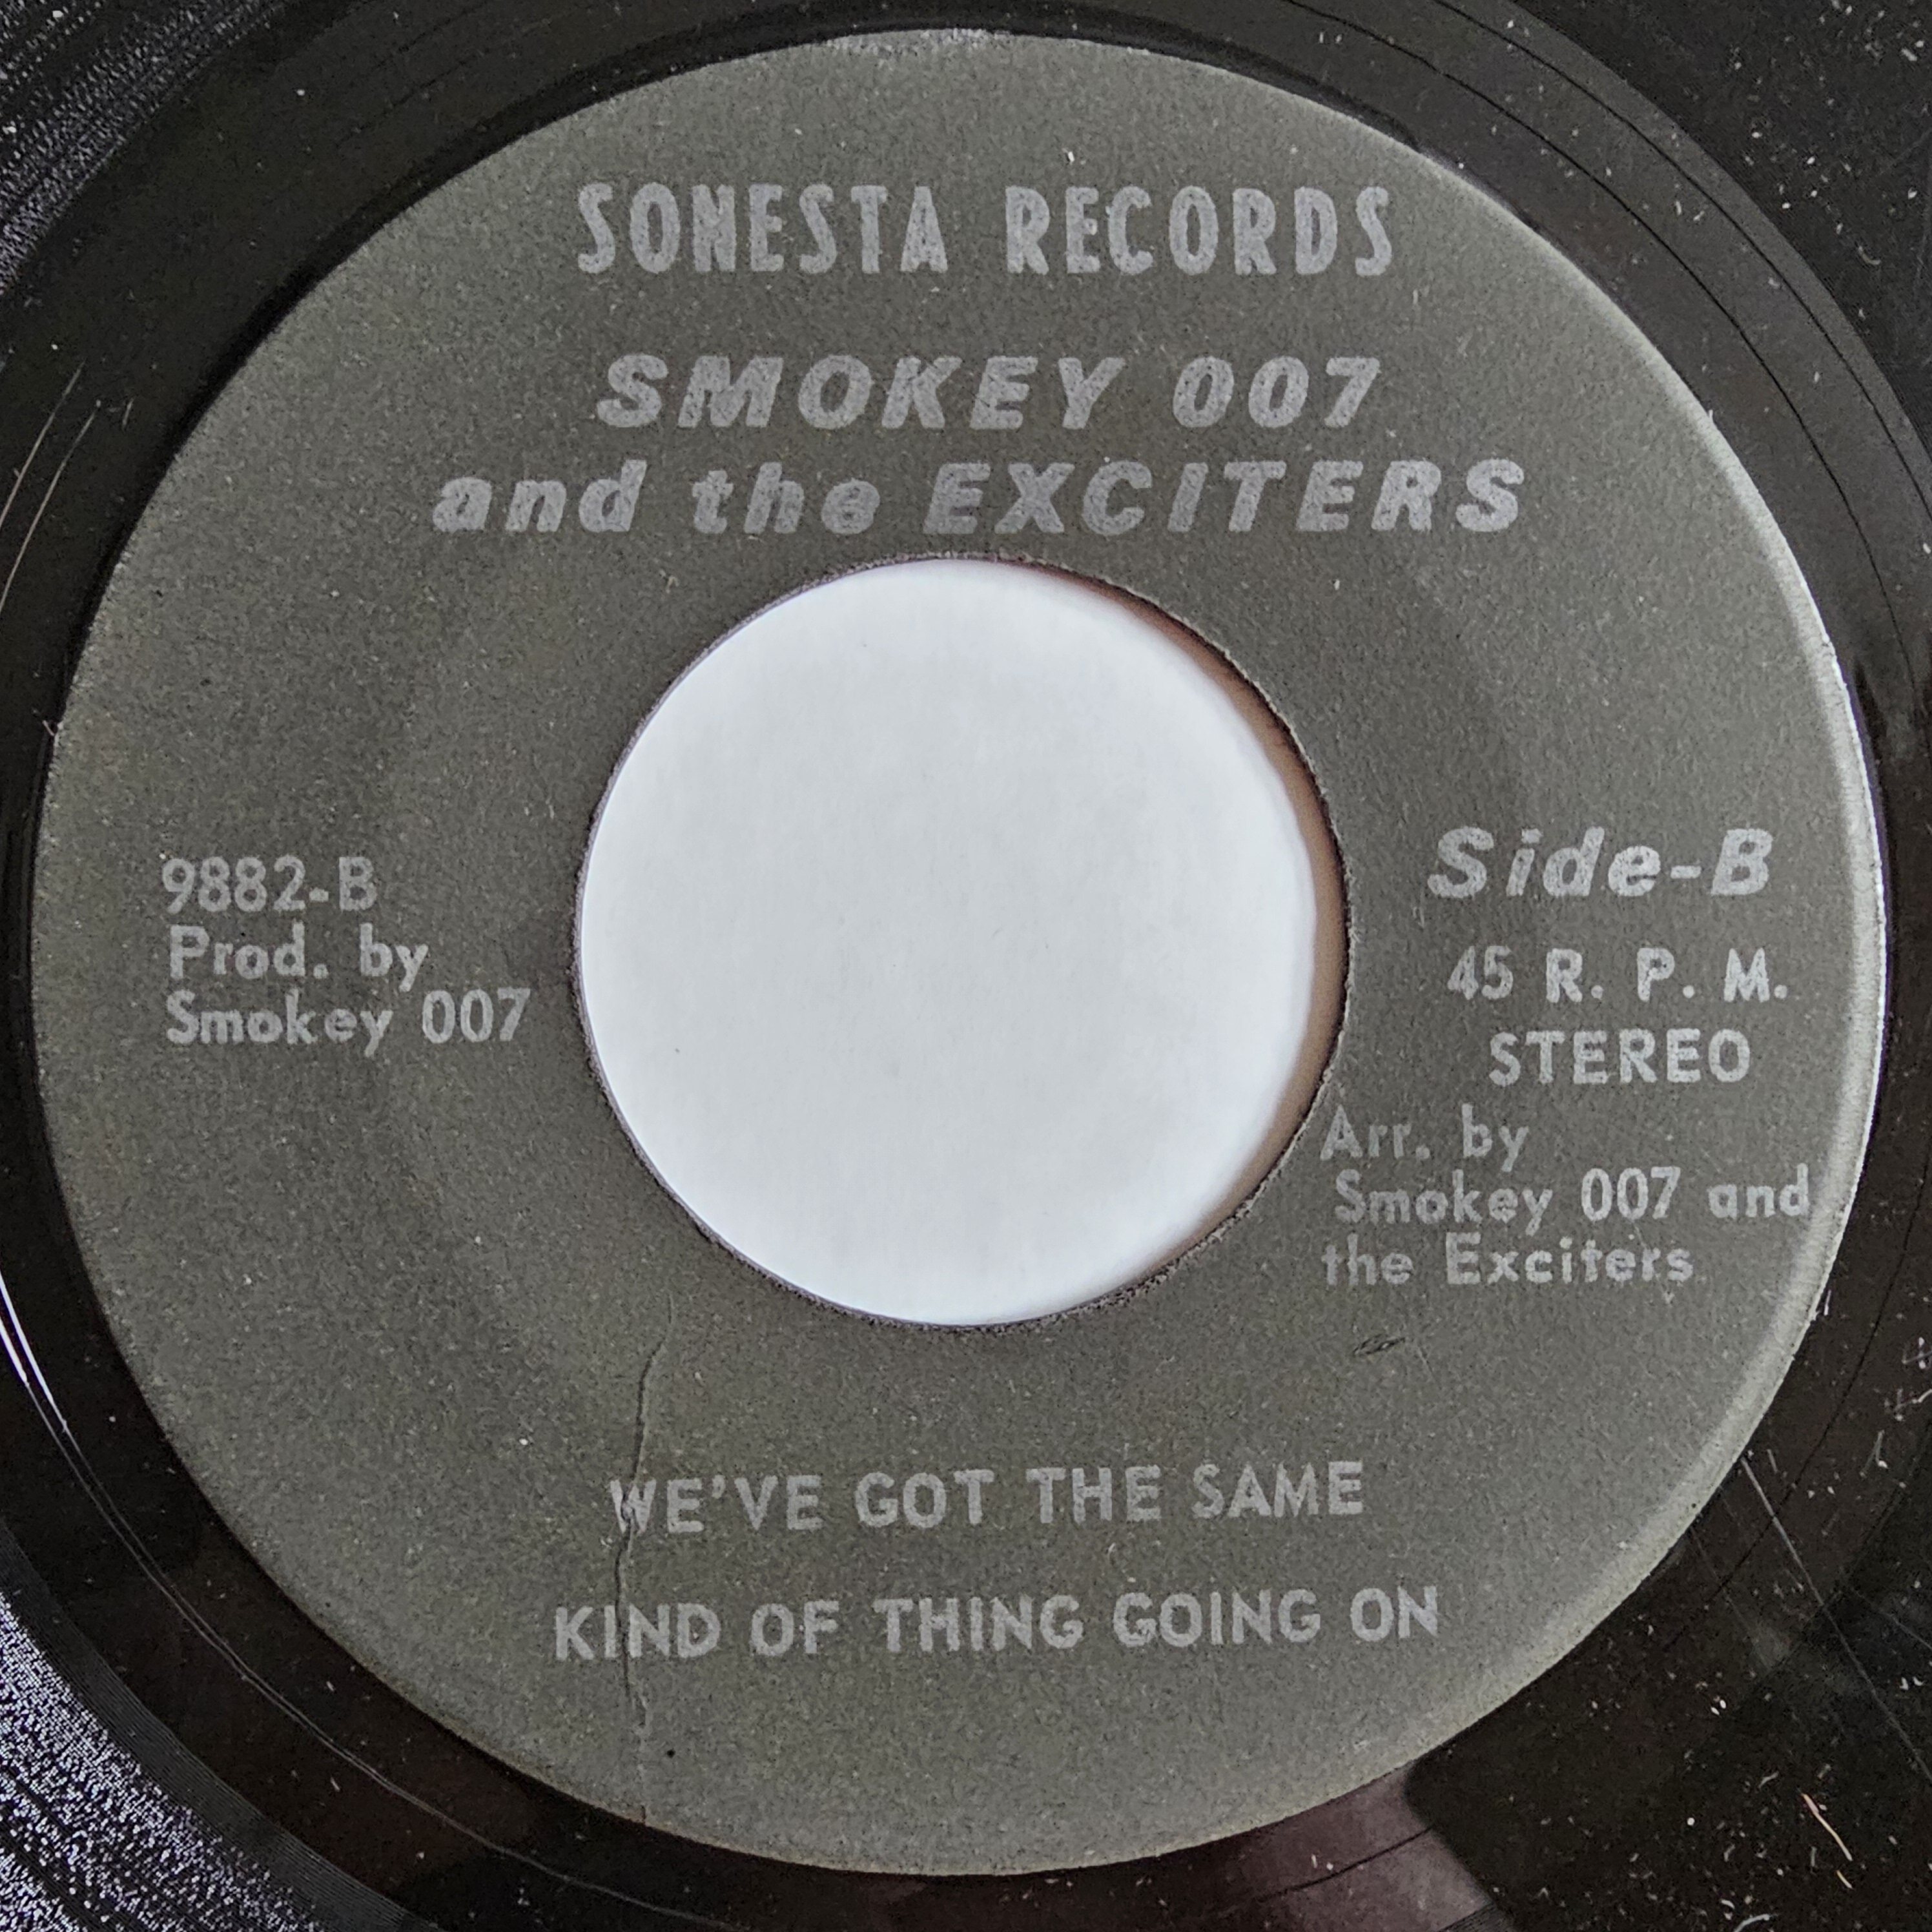 SONESTA RECORDS
SMOKEY 007
and the EXCITERS
9882-B
Prod. by
Smokey 007
Side-B
45 R. P. M.
STEREO
Arr. by
Smokey 007 and
the Exciters
WE'VE GOT THE SAME
KIND OF THING GOING ON